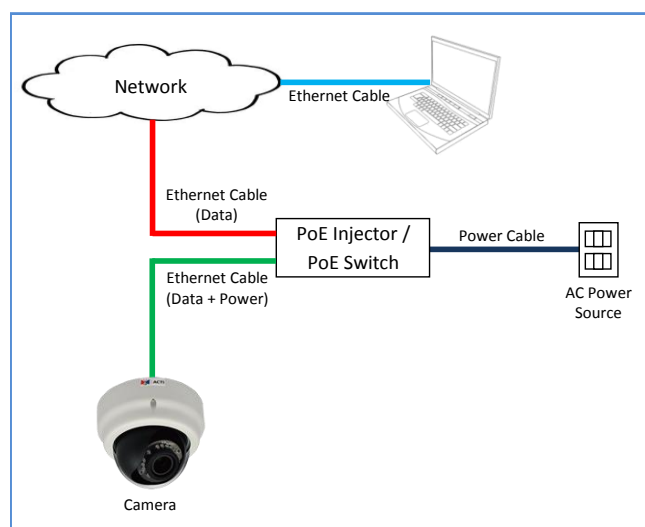 Network
Ethernet Cable
Ethernet Cable
(Data)
PoE Injector /
PoE Switch
Power Cable
Ethernet Cable
(Data + Power)
AC Power
Source
ACTi
Camera